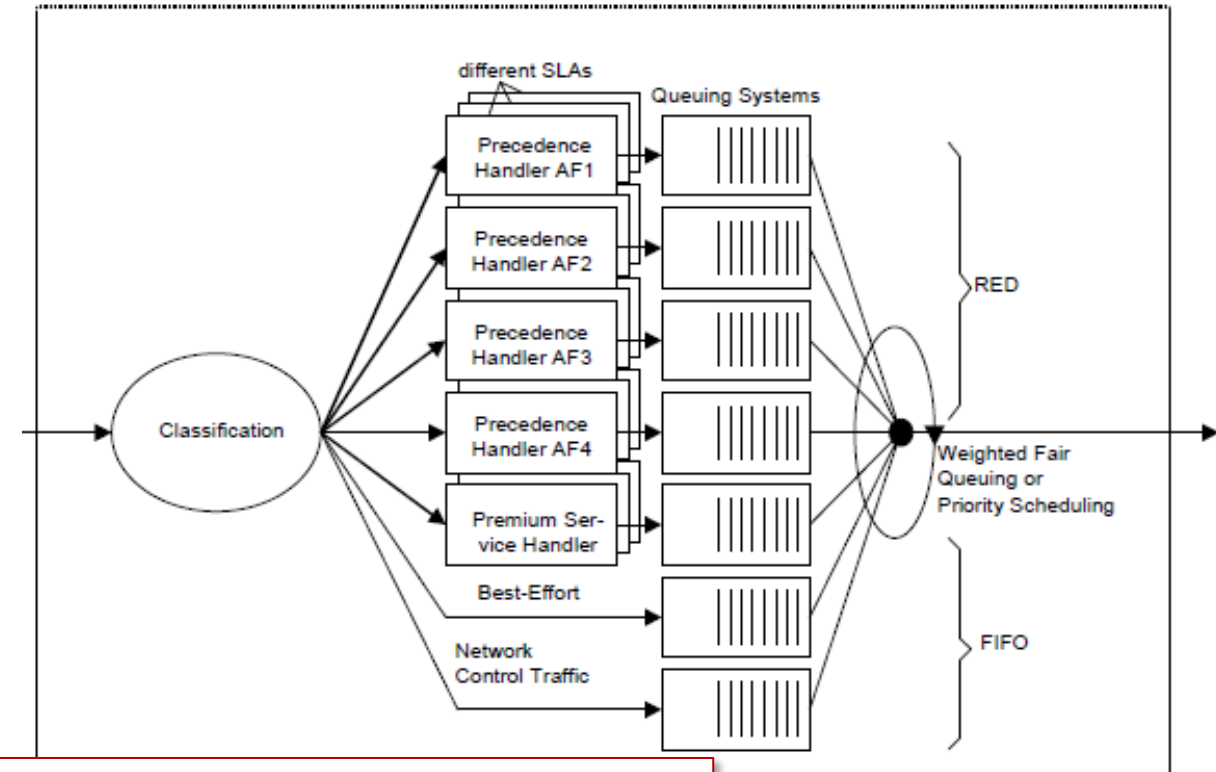 different SLAs
Queuing Systems
Precedence
Handler AF1
Precedence
Handler AF2
Precedence
Handler AF3
Classification
Precedence
Handler AF4
Premium Ser-
vice Handler
Best-Effort
Network
Control Traffic
RED
Weighted Fair
Queuing or
Priority Scheduling
FIFO